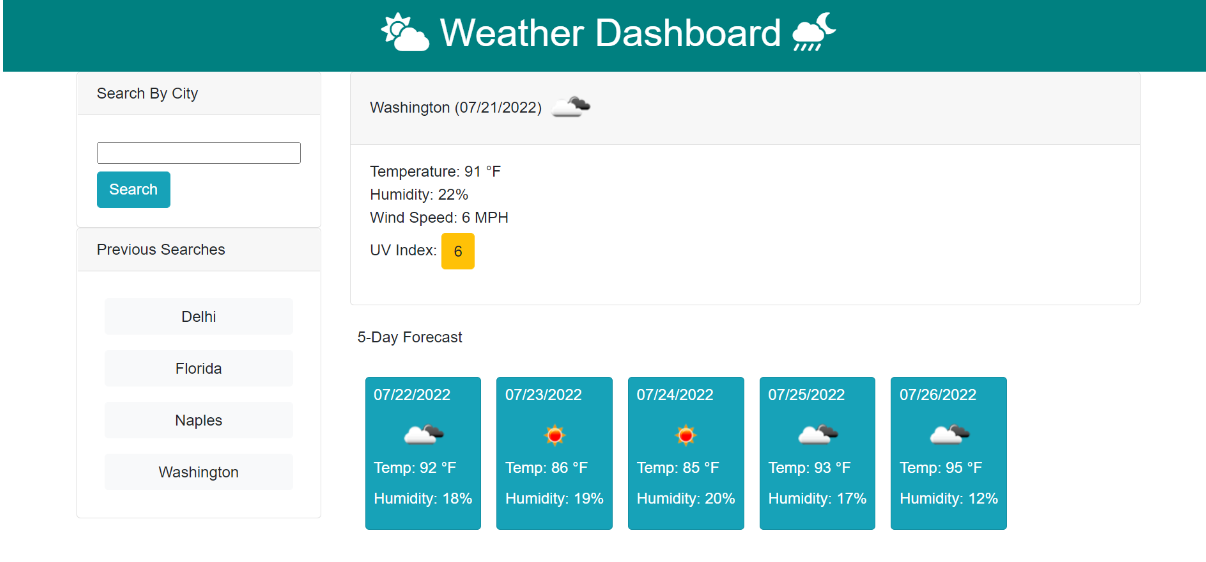 Weather Dashboard
Search By City
Search
Previous Searches
Delhi
Florida
Naples
Washington
Washington (07/21/2022)
Temperature: 91 °F
Humidity: 22%
Wind Speed: 6 MPH
UV Index: 6
5-Day Forecast
07/22/2022
Temp: 92 °F
Humidity: 18%
07/23/2022
Temp: 86 °F
Humidity: 19%
07/24/2022
Temp: 85 °F
Humidity: 20%
07/25/2022
Temp: 93 °F
Humidity: 17%
07/26/2022
Temp: 95 °F
Humidity: 12%